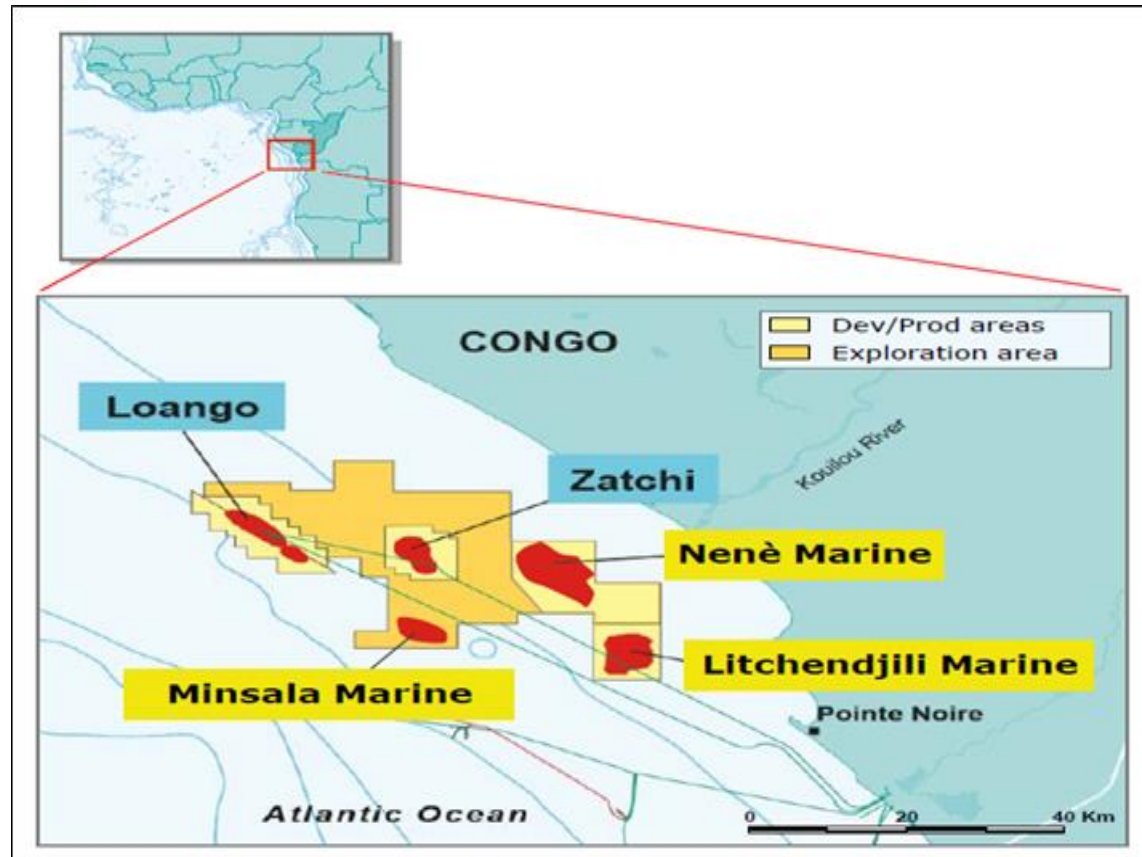 CONGO
Dev/Prod areas
Exploration area
Loango
Kouilou River
Zatchi
Nenè Marine
Litchendjili Marine
Minsala Marine
Pointe Noire
Atlantic Ocean
0 20 40 Km